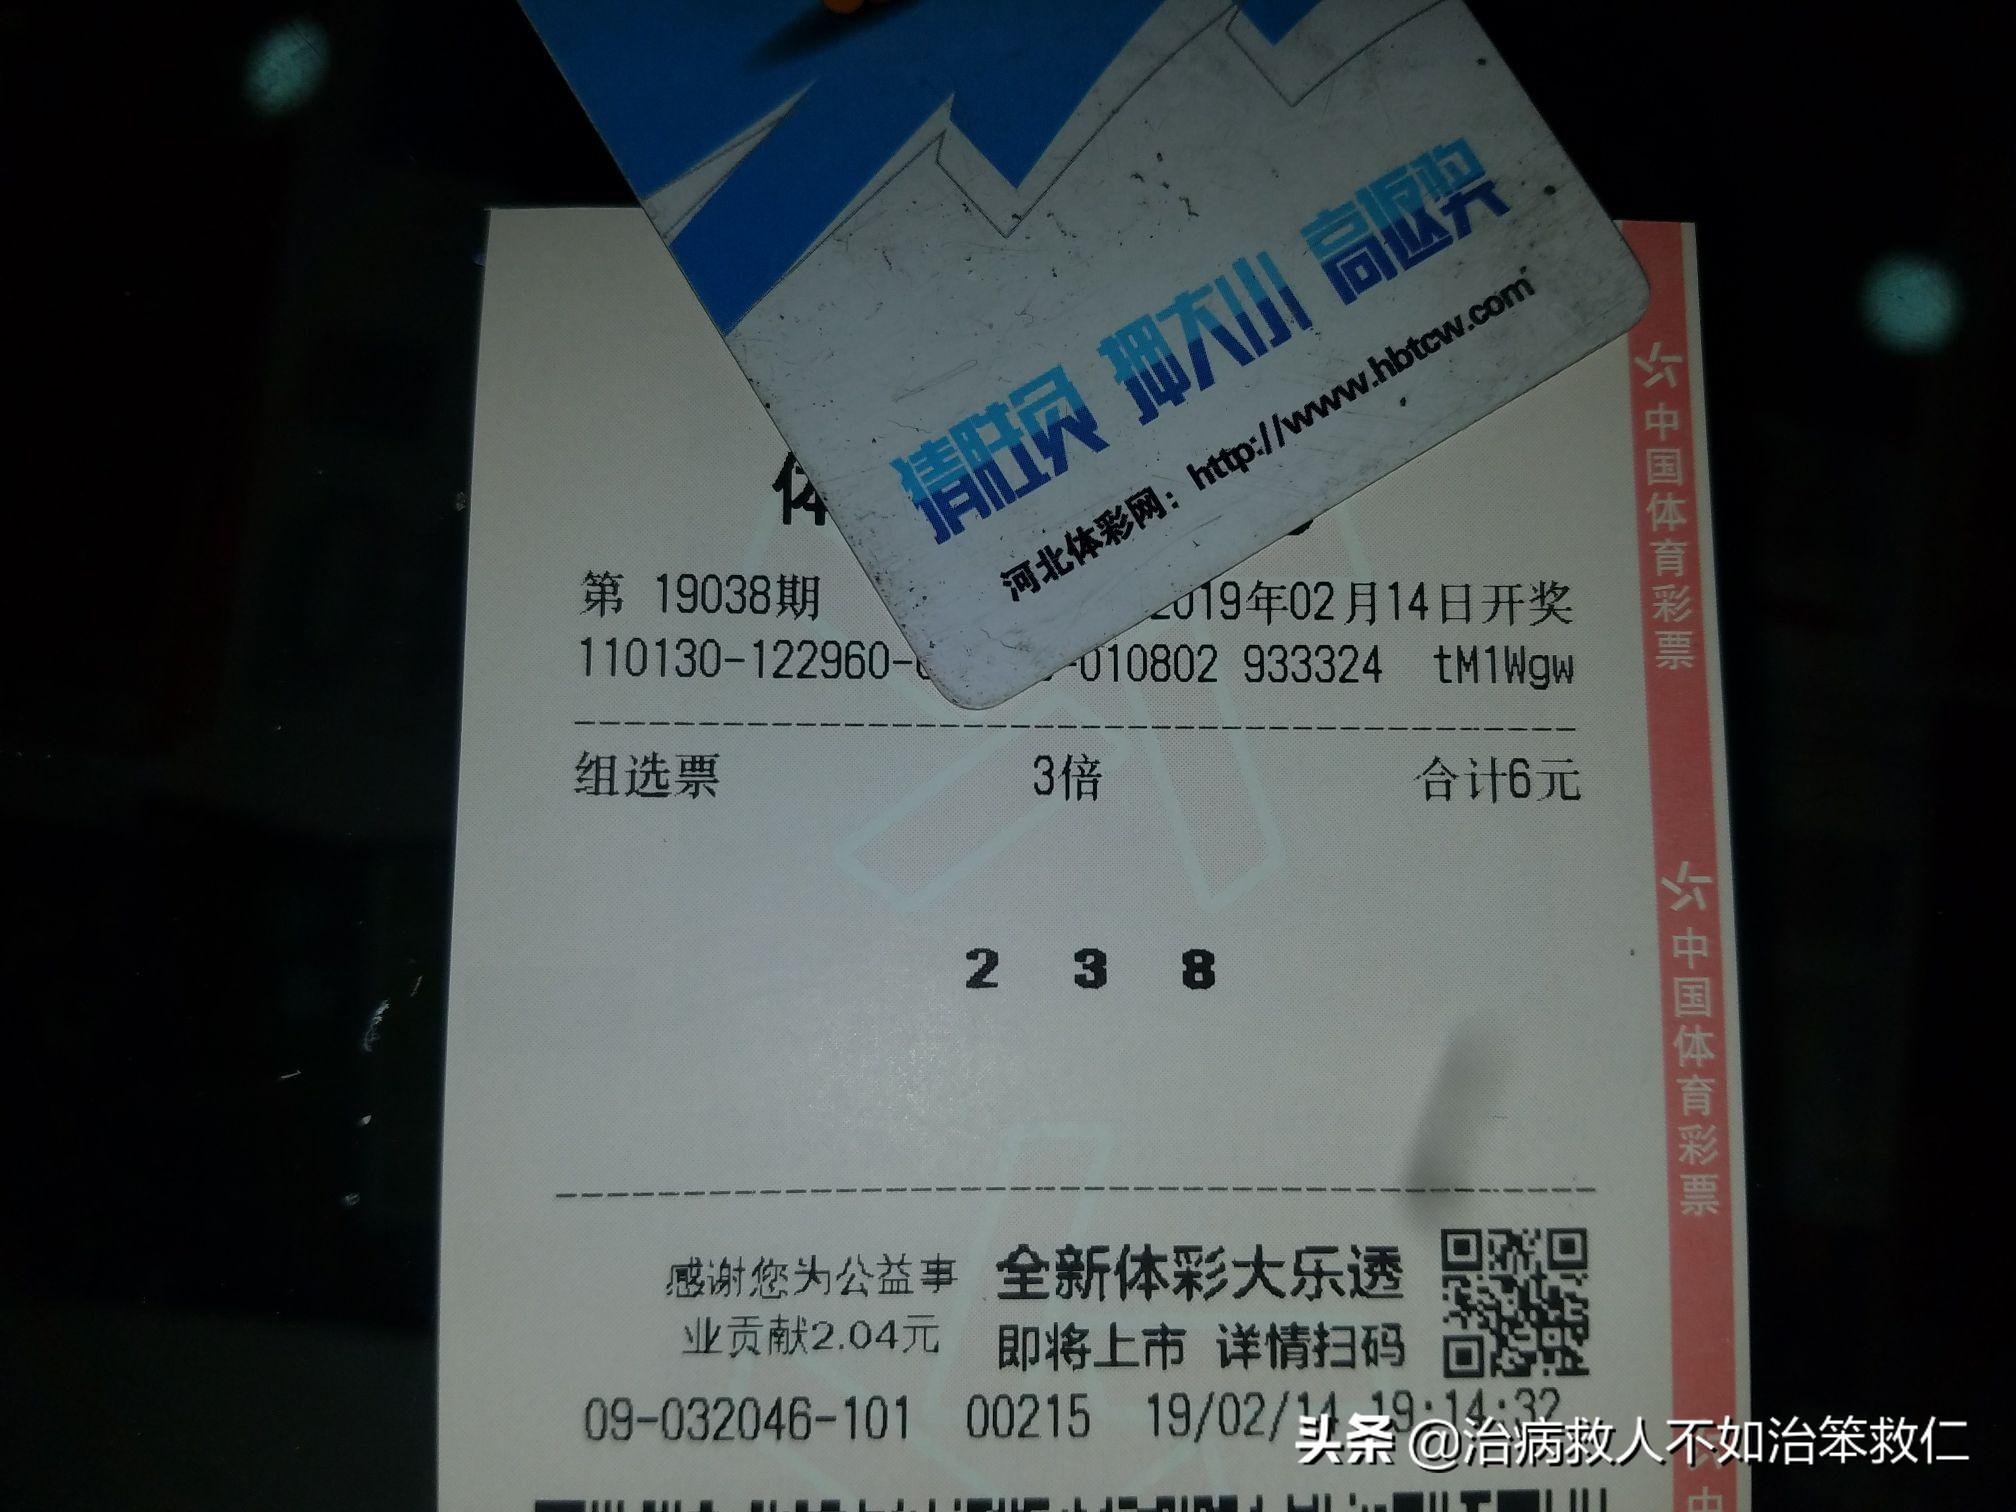 猜胜负 押大小 高返奖
河北体彩网：http://www.hbtcw.com
体
第 19038期
2019年02月14日开奖
110130-122960-
-010802 933324 tM1Wgw
组选票 3倍 合计6元
2 3 8
感谢您为公益事
业贡献2.04元
全新体彩大乐透
即将上市 详情扫码
09-032046-101 00215 19/02/14 19:14:32
中国体育彩票
中国体育彩票
中
头条 @治病救人不如治笨救仁